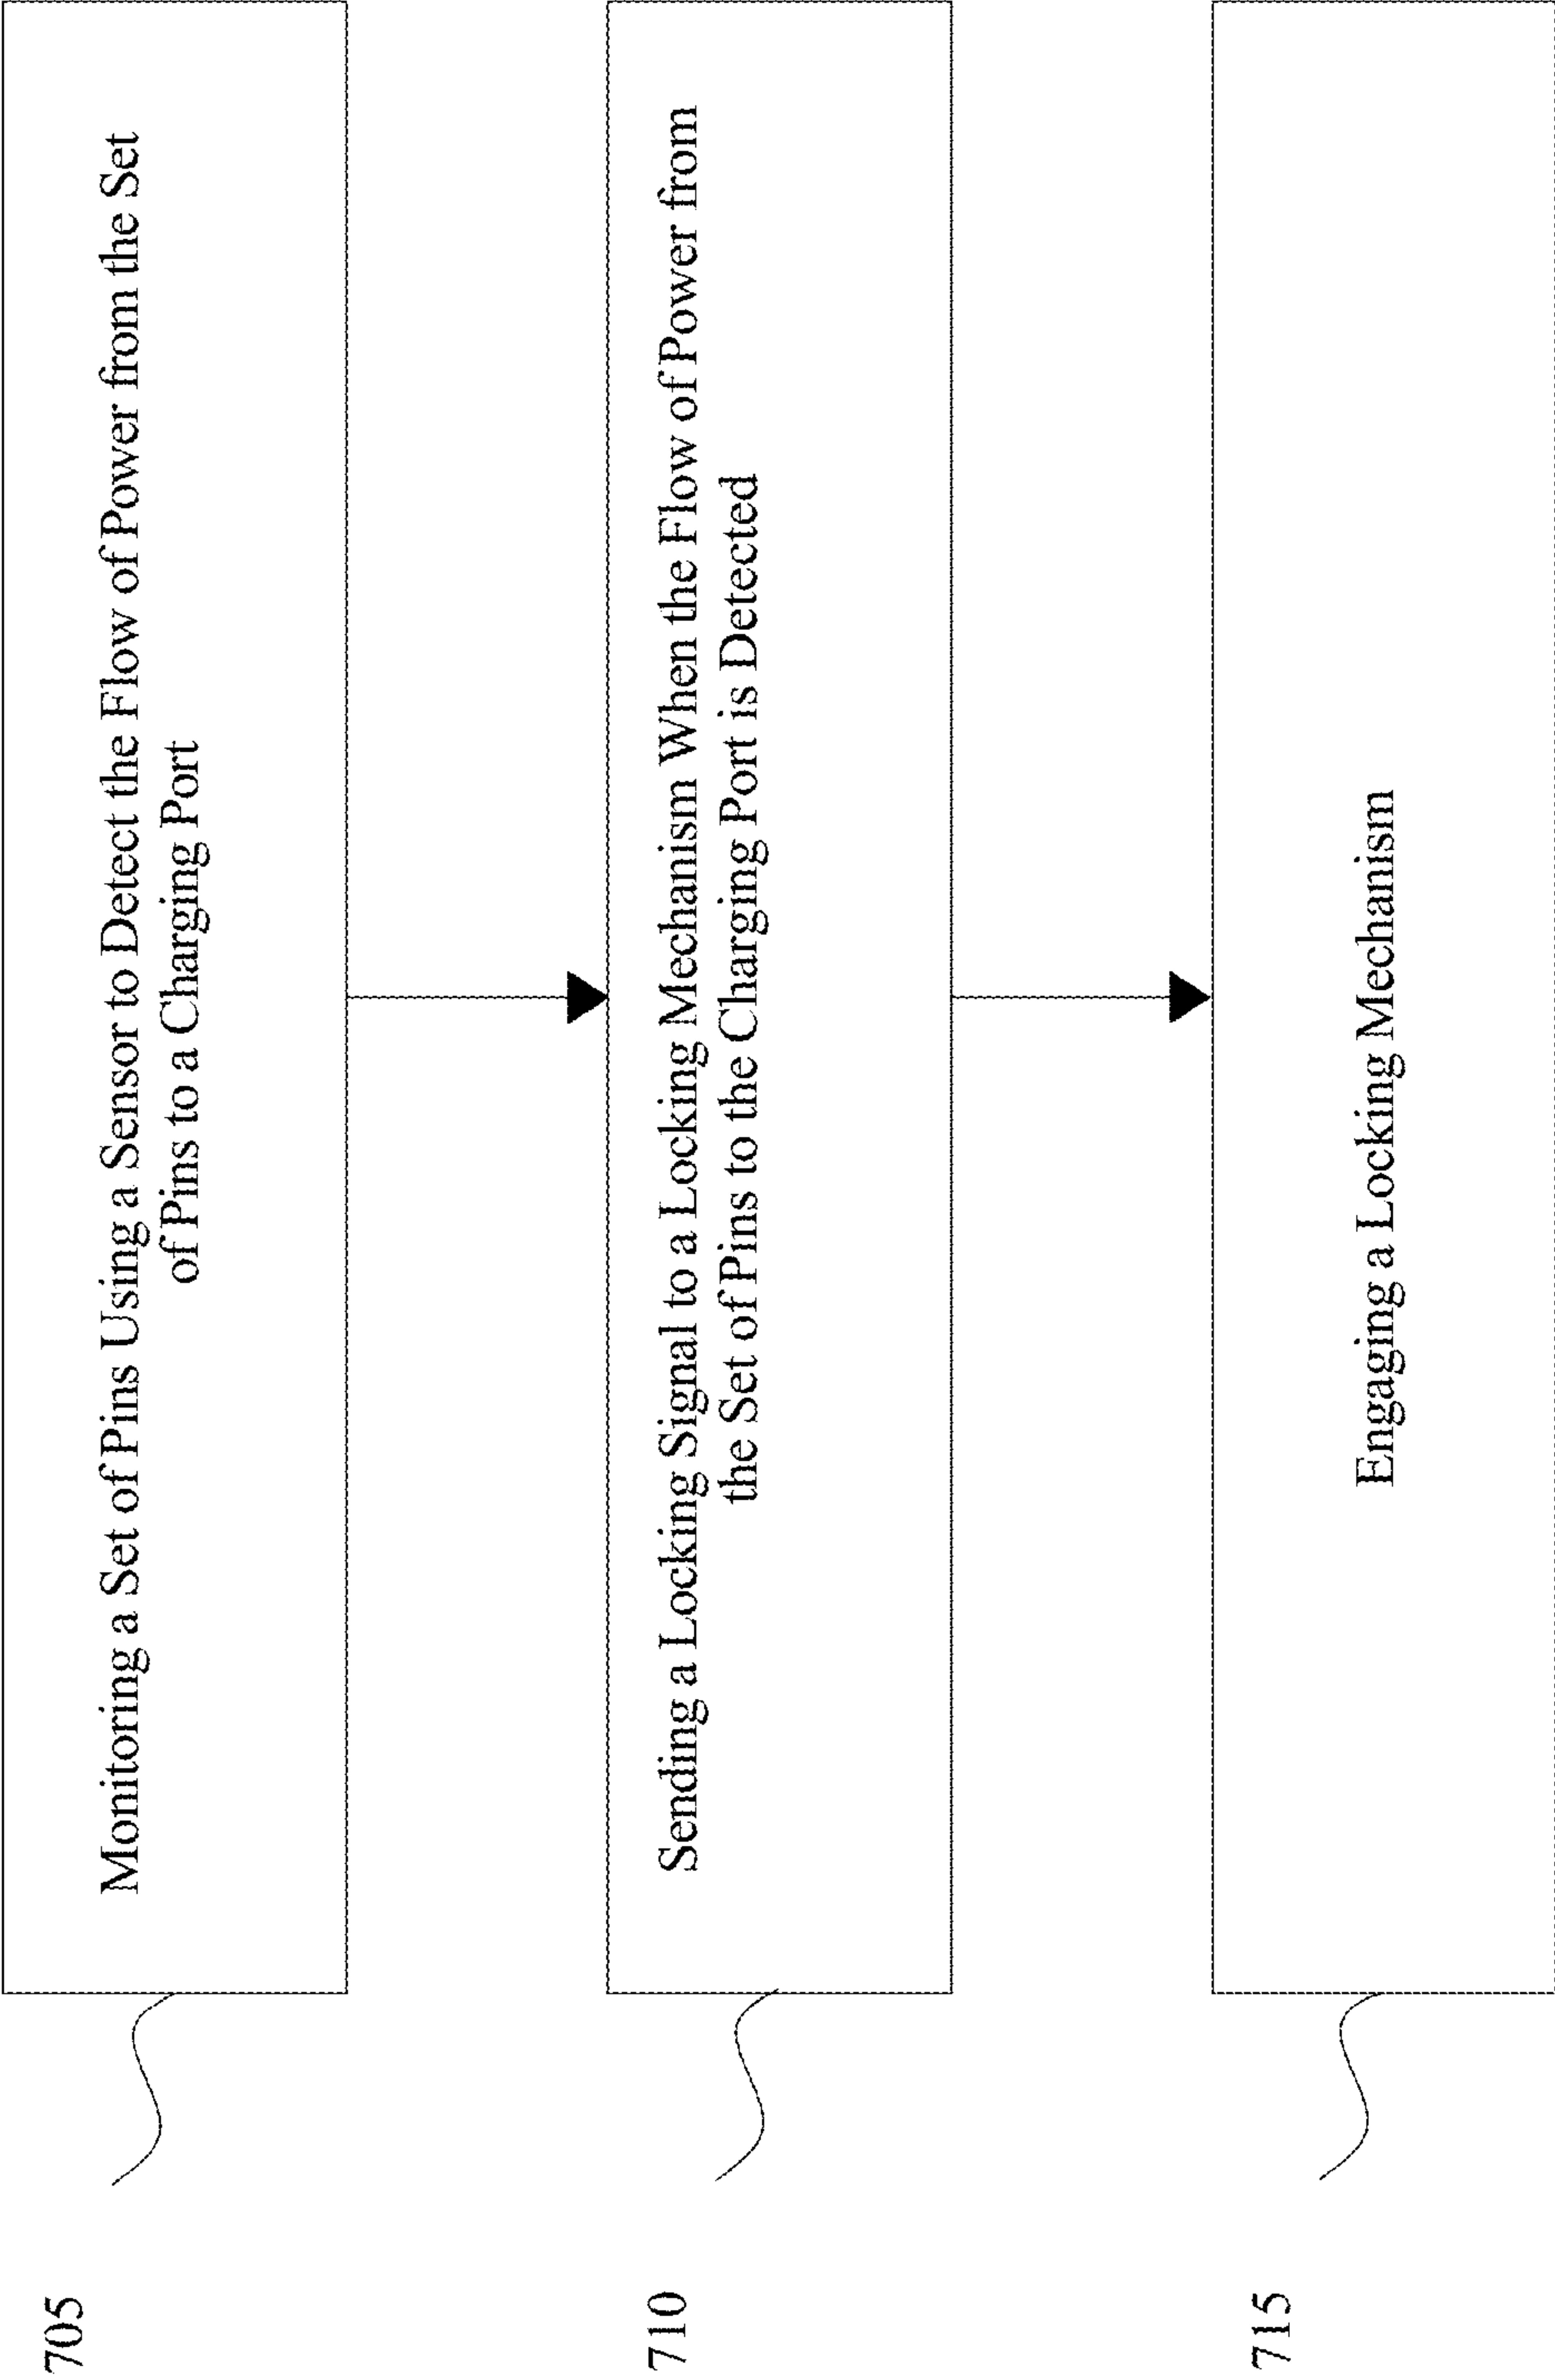 705
Monitoring a Set of Pins Using a Sensor to Detect the Flow of Power from the Set
of Pins to a Charging Port
710
Sending a Locking Signal to a Locking Mechanism When the Flow of Power from
the Set of Pins to the Charging Port is Detected
715
Engaging a Locking Mechanism